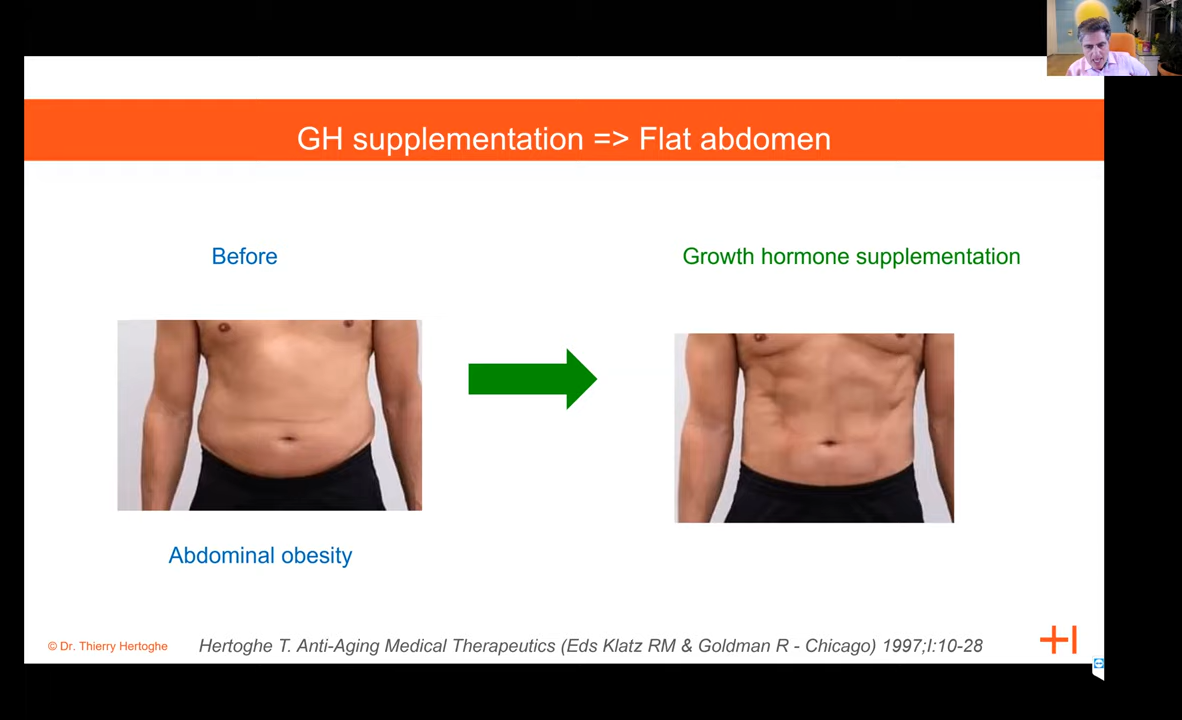 GH supplementation => Flat abdomen
Before
Growth hormone supplementation
Abdominal obesity
© Dr. Thierry Hertoghe
Hertoghe T. Anti-Aging Medical Therapeutics (Eds Klatz RM & Goldman R - Chicago) 1997;I:10-28